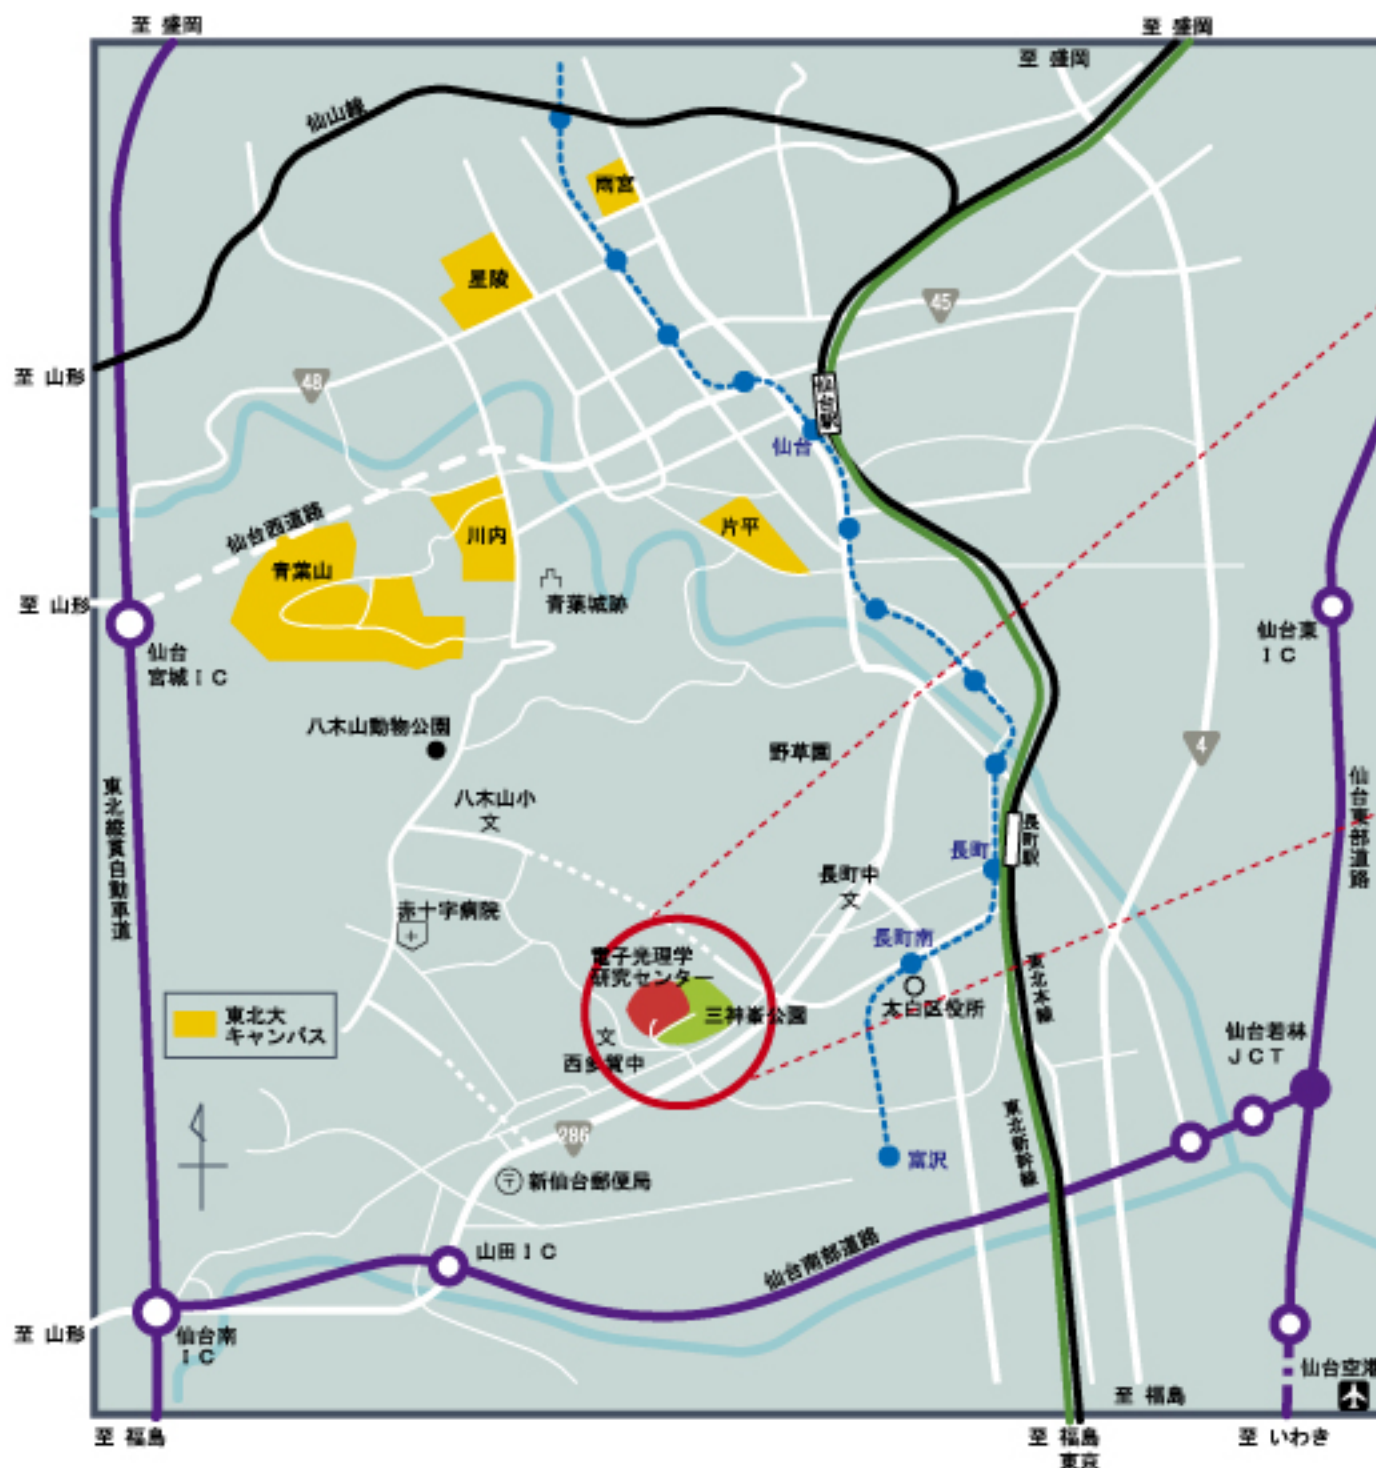 至 盛岡
至 盛岡
至 盛岡
仙山線
雨宮
星陵
45
至 山形
48
仙台駅
仙台
仙台西道路
川内
片平
青葉山
青葉城跡
至 山形
仙台東
ＩＣ
仙台
宮城ＩＣ
八木山動物公園
野草園
4
東北縦貫自動車道
八木山小
文
仙台東部道路
長町駅
長町
長町中
文
赤十字病院
長町南
電子光理学
研究センター
東北本線
太白区役所
三神峯公園
東北大
キャンパス
文
西多賀中
仙台若林
ＪＣＴ
286
東北新幹線
富沢
〒
新仙台郵便局
山田ＩＣ
仙台南部道路
至 山形
仙台南
ＩＣ
仙台空港
至 福島
至 福島
至 福島
東京
至 いわき